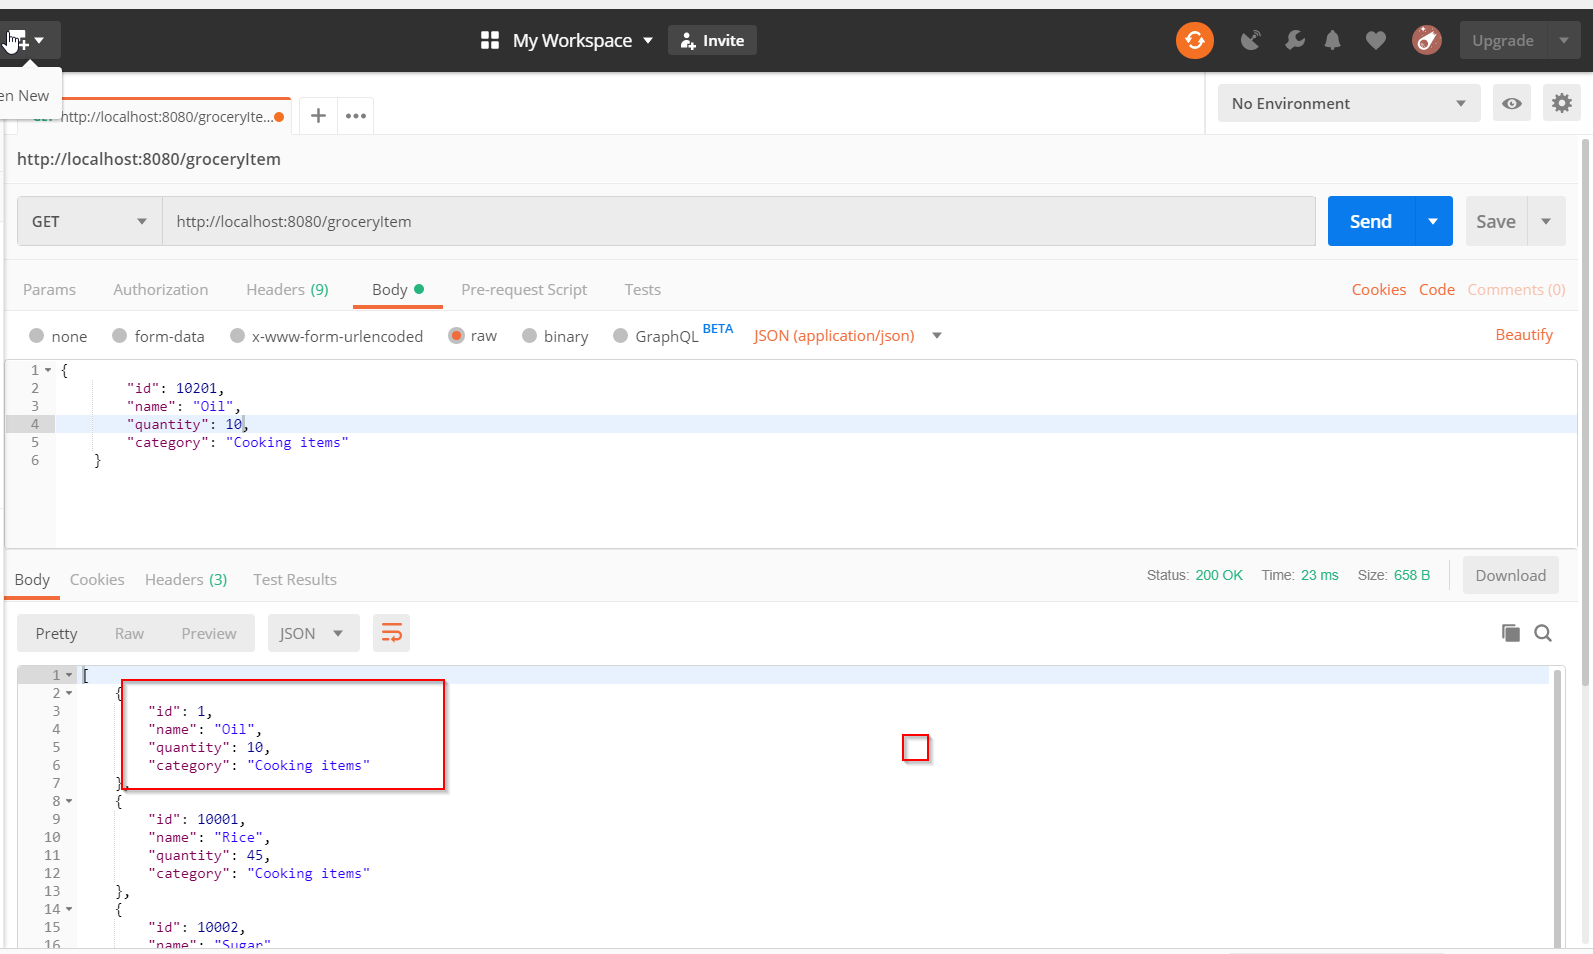 My Workspace
Invite
Upgrade
en New
GET http://localhost:8080/groceryIte...
No Environment
http://localhost:8080/groceryItem
GET
http://localhost:8080/groceryItem
Send
Save
Params
Authorization
Headers (9)
Body
Pre-request Script
Tests
Cookies
Code
Comments (0)
none
form-data
x-www-form-urlencoded
raw
binary
GraphQL BETA
JSON (application/json)
Beautify
1 {
2 "id": 10201,
3 "name": "Oil",
4 "quantity": 10,
5 "category": "Cooking items"
6 }
Body
Cookies
Headers (3)
Test Results
Status: 200 OK
Time: 23 ms
Size: 658 B
Download
Pretty
Raw
Preview
JSON
1 [
2 {
3 "id": 1,
4 "name": "Oil",
5 "quantity": 10,
6 "category": "Cooking items"
7 },
8 {
9 "id": 10001,
10 "name": "Rice",
11 "quantity": 45,
12 "category": "Cooking items"
13 },
14 {
15 "id": 10002,
16 "name": "Sugar"